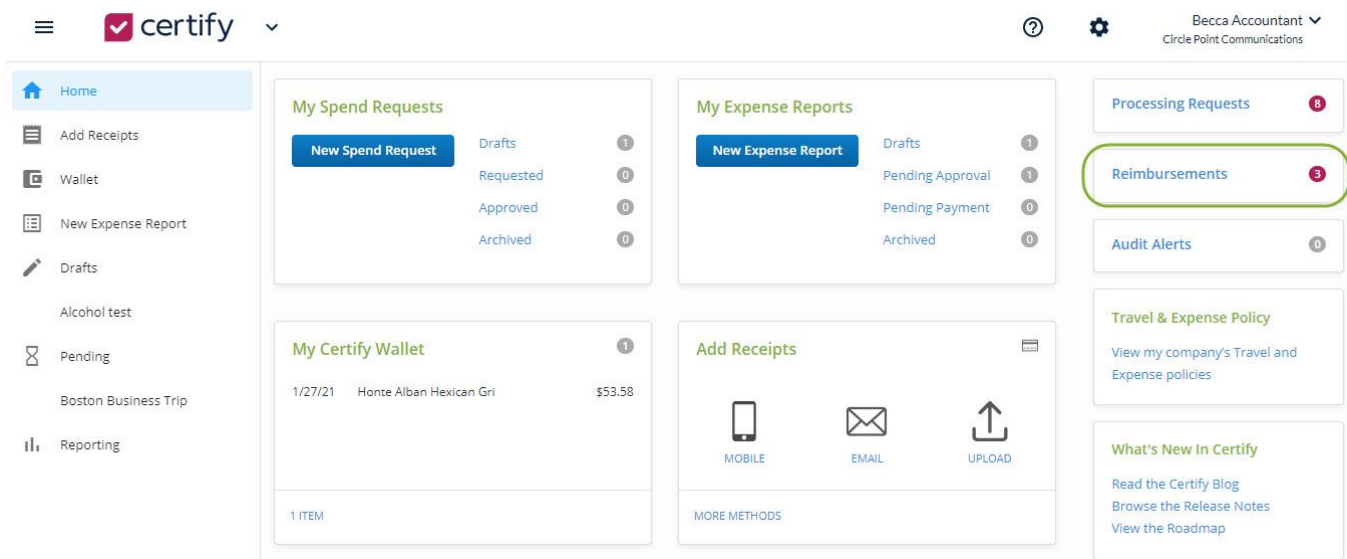 certify
Becca Accountant
Circle Point Communications
Home
Add Receipts
Wallet
New Expense Report
Drafts
Alcohol test
Pending
Boston Business Trip
Reporting
My Spend Requests
New Spend Request
Drafts 1
Requested 0
Approved 0
Archived 0
My Expense Reports
New Expense Report
Drafts 1
Pending Approval 1
Pending Payment 0
Archived 0
My Certify Wallet 1
1/27/21 Honte Alban Hexican Gri $53.58
1 ITEM
Add Receipts
MOBILE
EMAIL
UPLOAD
MORE METHODS
Processing Requests 8
Reimbursements 3
Audit Alerts 0
Travel & Expense Policy
View my company's Travel and
Expense policies
What's New In Certify
Read the Certify Blog
Browse the Release Notes
View the Roadmap